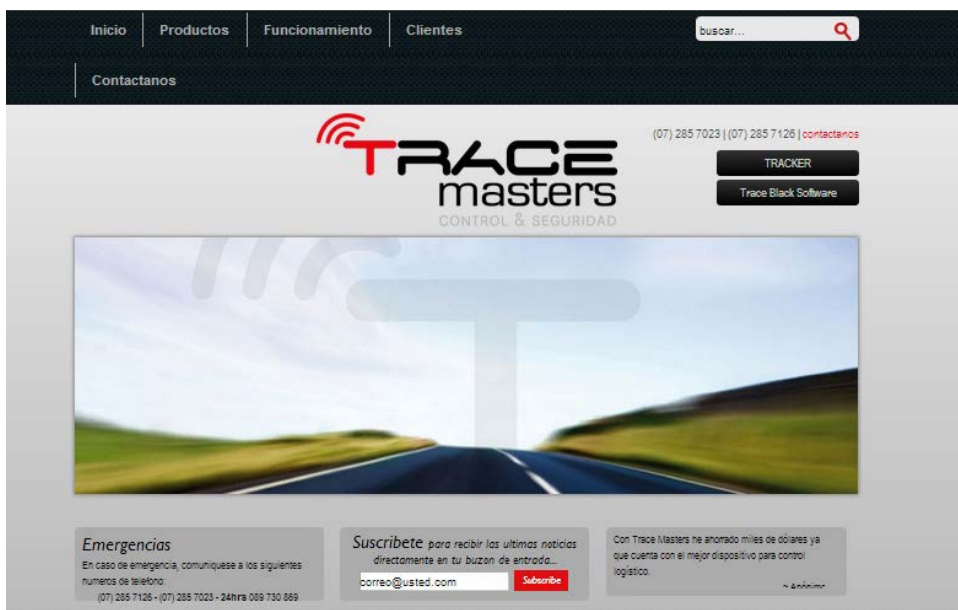 Inicio Productos Funcionamiento Clientes
buscar...
Contactanos
(07) 285 7023 | (07) 285 7126 | contactanos
TRACE
masters
CONTROL & SEGURIDAD
TRACKER
Trace Black Software
Emergencias
En caso de emergencia, comuniquese a los siguientes
numeros de telefono:
(07) 285 7126 - (07) 285 7023 - 24hrs 089 730 869
Suscribete para recibir las ultimas noticias
directamente en tu buzon de entrada...
correo@usted.com Subscribe
Con Trace Masters he ahorrado miles de dólares ya
que cuenta con el mejor dispositivo para control
logístico.
~ Anónimo